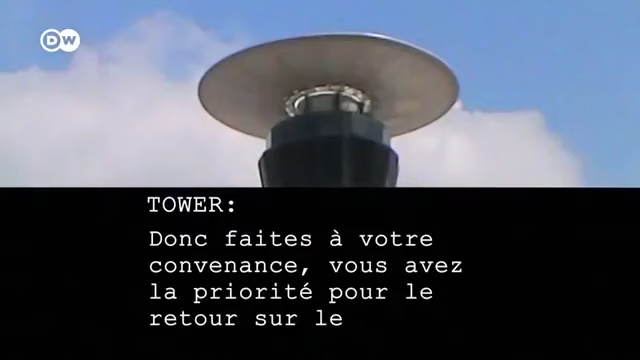 DW
TOWER:
Donc faites à votre
convenance, vous avez
la priorité pour le
retour sur le